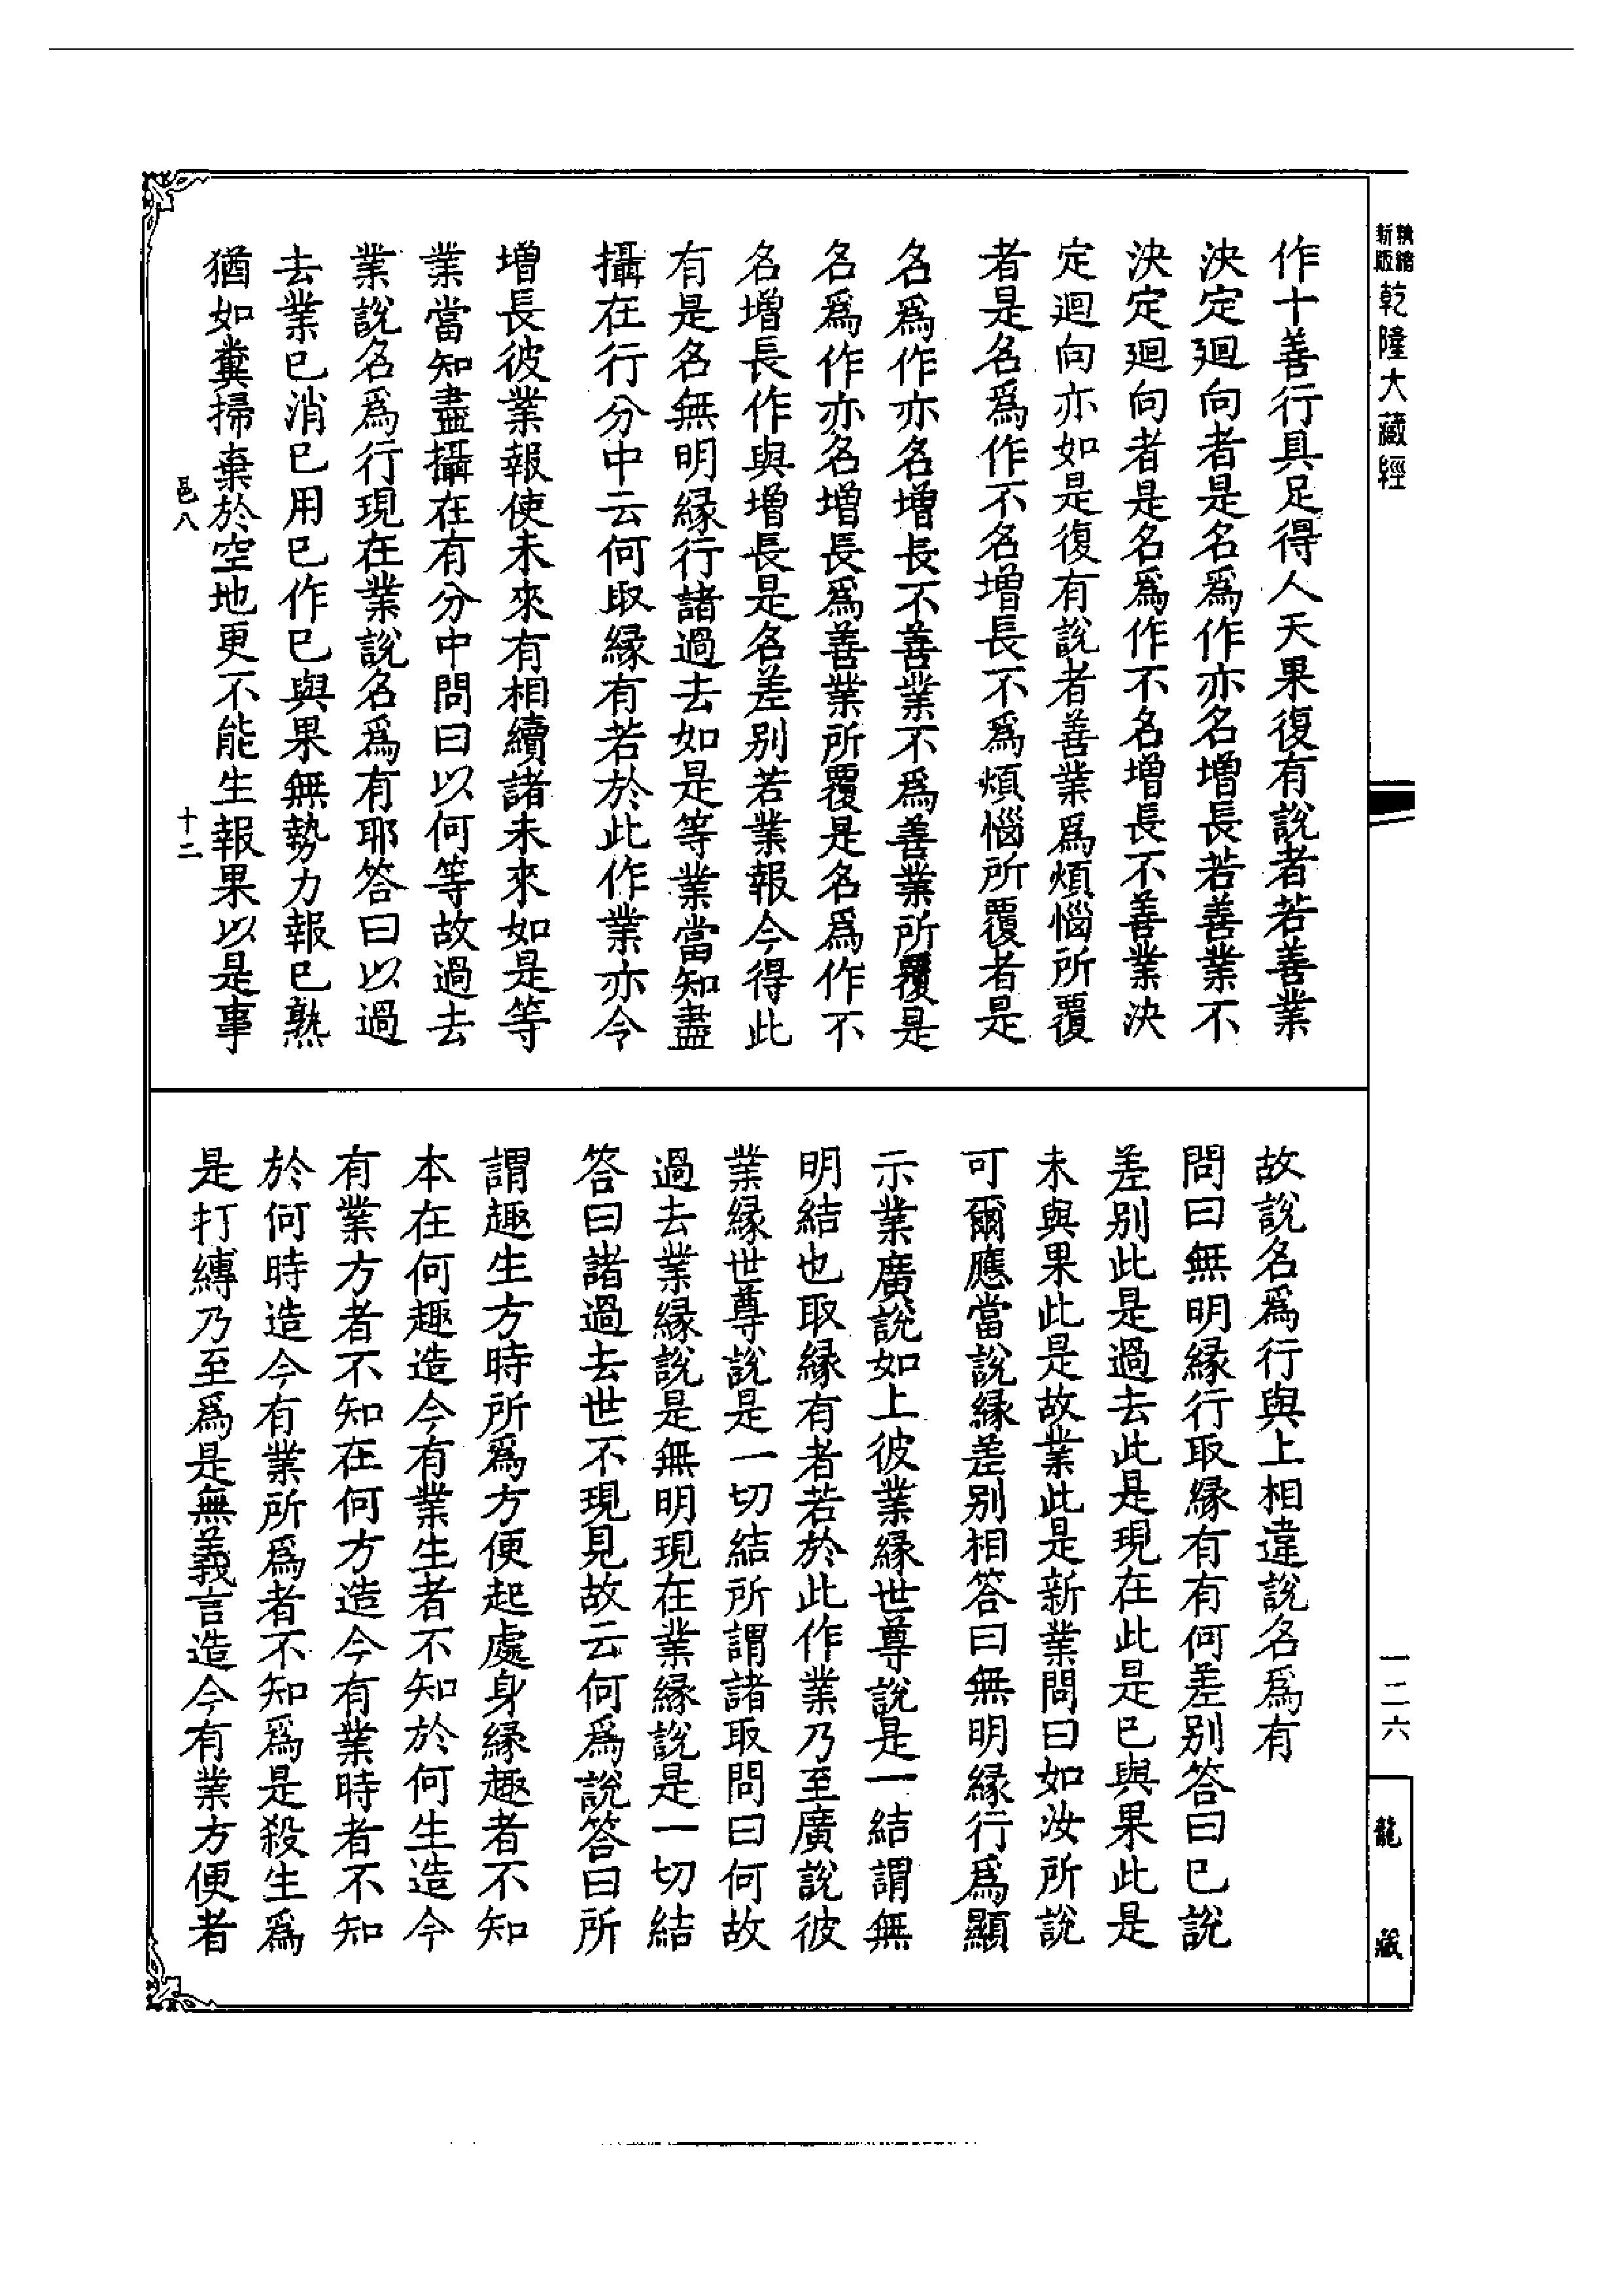 精縮新版乾隆大藏經
作十善行具足得人天果復有說者若善業
決定迴向者是名為作亦名增長若善業不
決定迴向者是名為作不名增長不善業決
定迴向亦如是復有說者善業為煩惱所覆
者是名為作不名增長不為煩惱所覆者是
名為作亦名增長不善業不為善業所覆是
名為作亦名增長為善業所覆是名為作不
名增長作與增長是名差別若業報今得此
有是名無明緣行諸過去如是等業當知盡
攝在行分中云何取緣有若於此作業亦令
增長彼業報使未來有相續諸未來如是等
業當知盡攝在有分中問曰以何等故過去
業說名為行現在業說名為有耶答曰以過
去業已消已用已作已與果無勢力報已熟
猶如糞掃棄於空地更不能生報果以是事
邑八 十二
故說名為行與上相違說名為有
問曰無明緣行取緣有有何差別答曰已說
差別此是過去此是現在此是已與果此是
未與果此是故業此是新業問曰如汝所說
可爾應當說緣差別相答曰無明緣行為顯
示業廣說如上彼業緣世尊說是一結謂無
明結也取緣有者若於此作業乃至廣說彼
業緣世尊說是一切結所謂諸取問曰何故
過去業緣說是無明現在業緣說是一切結
答曰諸過去世不現見故云何為說答曰所
謂趣生方時所為方便起處身緣趣者不知
本在何趣造今有業生者不知於何生造今
有業方者不知在何方造今有業時者不知
於何時造今有業所為者不知為是殺生為
是打縛乃至為是無義言造今有業方便者
一二六
龍藏